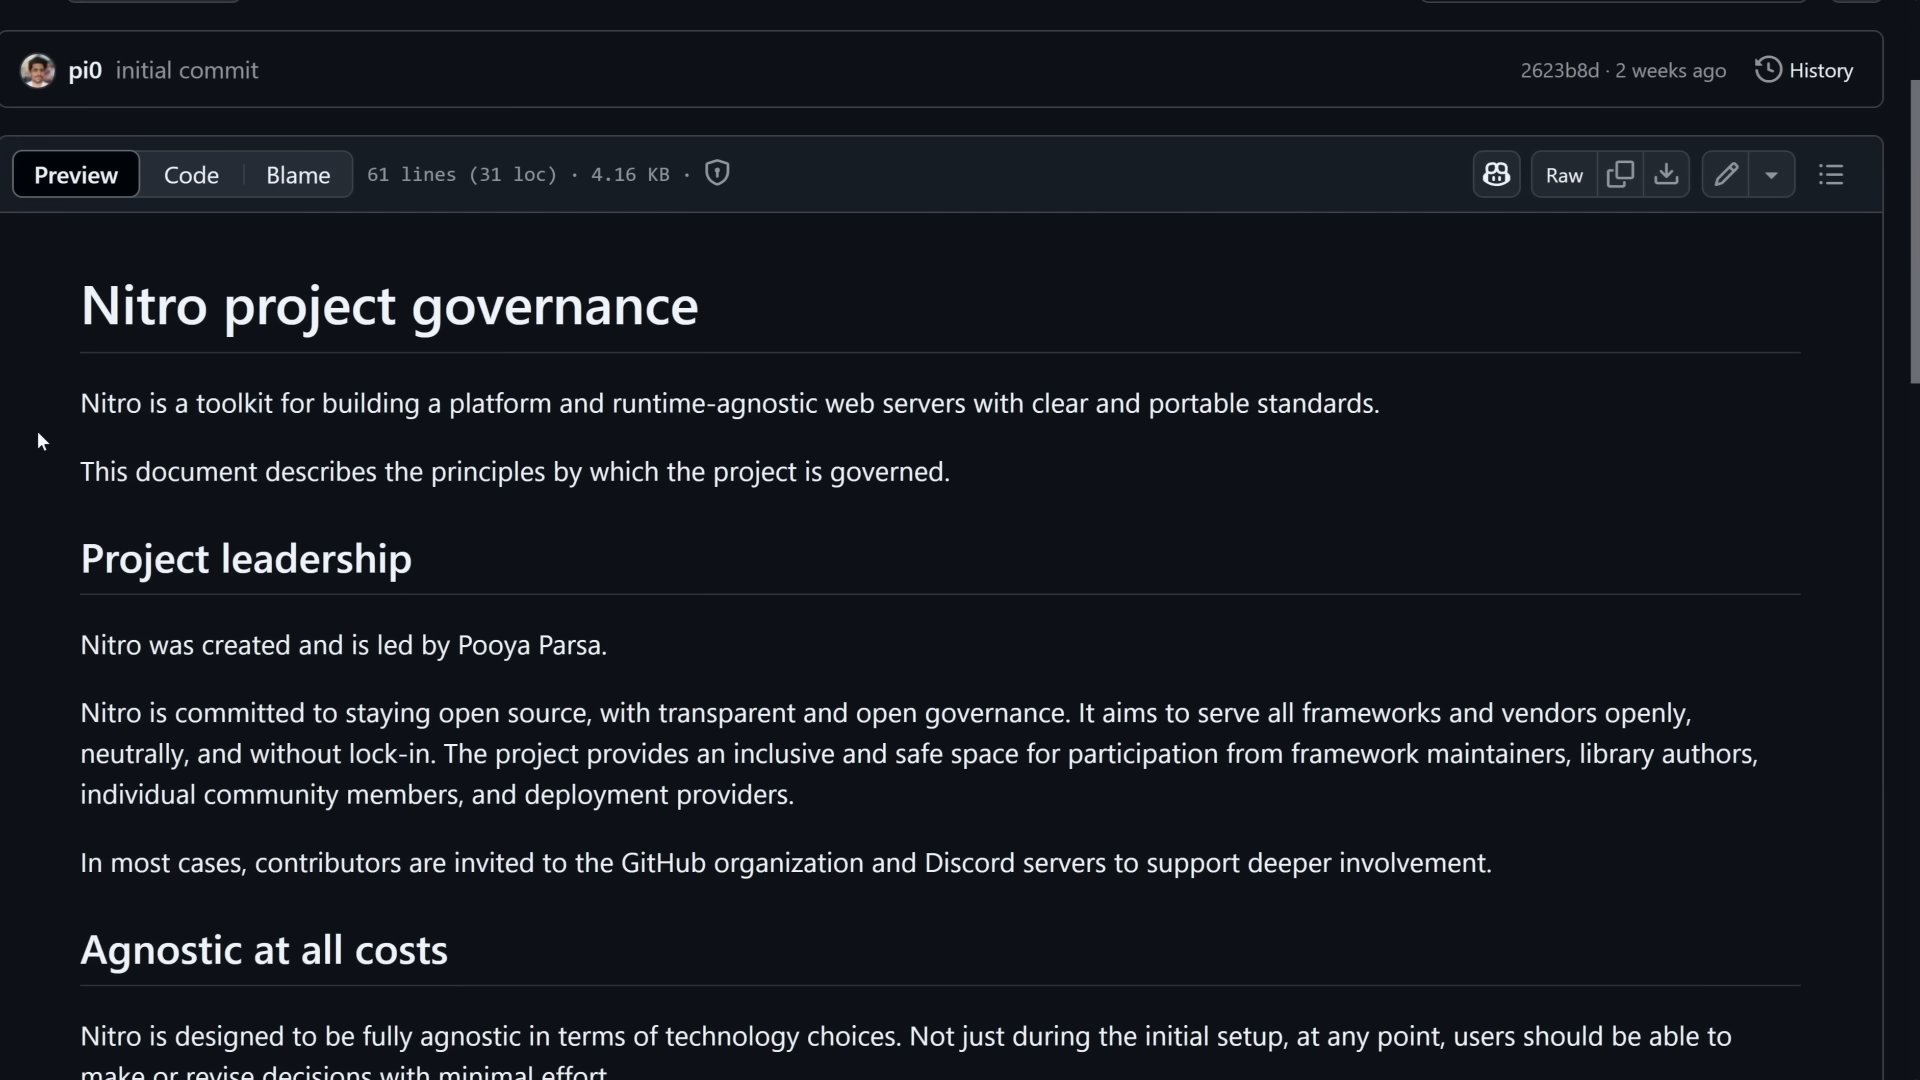 pi0 initial commit 2623b8d · 2 weeks ago History
Preview Code Blame 61 lines (31 loc) · 4.16 KB · Raw
Nitro project governance
Nitro is a toolkit for building a platform and runtime-agnostic web servers with clear and portable standards.
This document describes the principles by which the project is governed.
Project leadership
Nitro was created and is led by Pooya Parsa.
Nitro is committed to staying open source, with transparent and open governance. It aims to serve all frameworks and vendors openly,
neutrally, and without lock-in. The project provides an inclusive and safe space for participation from framework maintainers, library authors,
individual community members, and deployment providers.
In most cases, contributors are invited to the GitHub organization and Discord servers to support deeper involvement.
Agnostic at all costs
Nitro is designed to be fully agnostic in terms of technology choices. Not just during the initial setup, at any point, users should be able to
make or revise decisions with minimal effort.